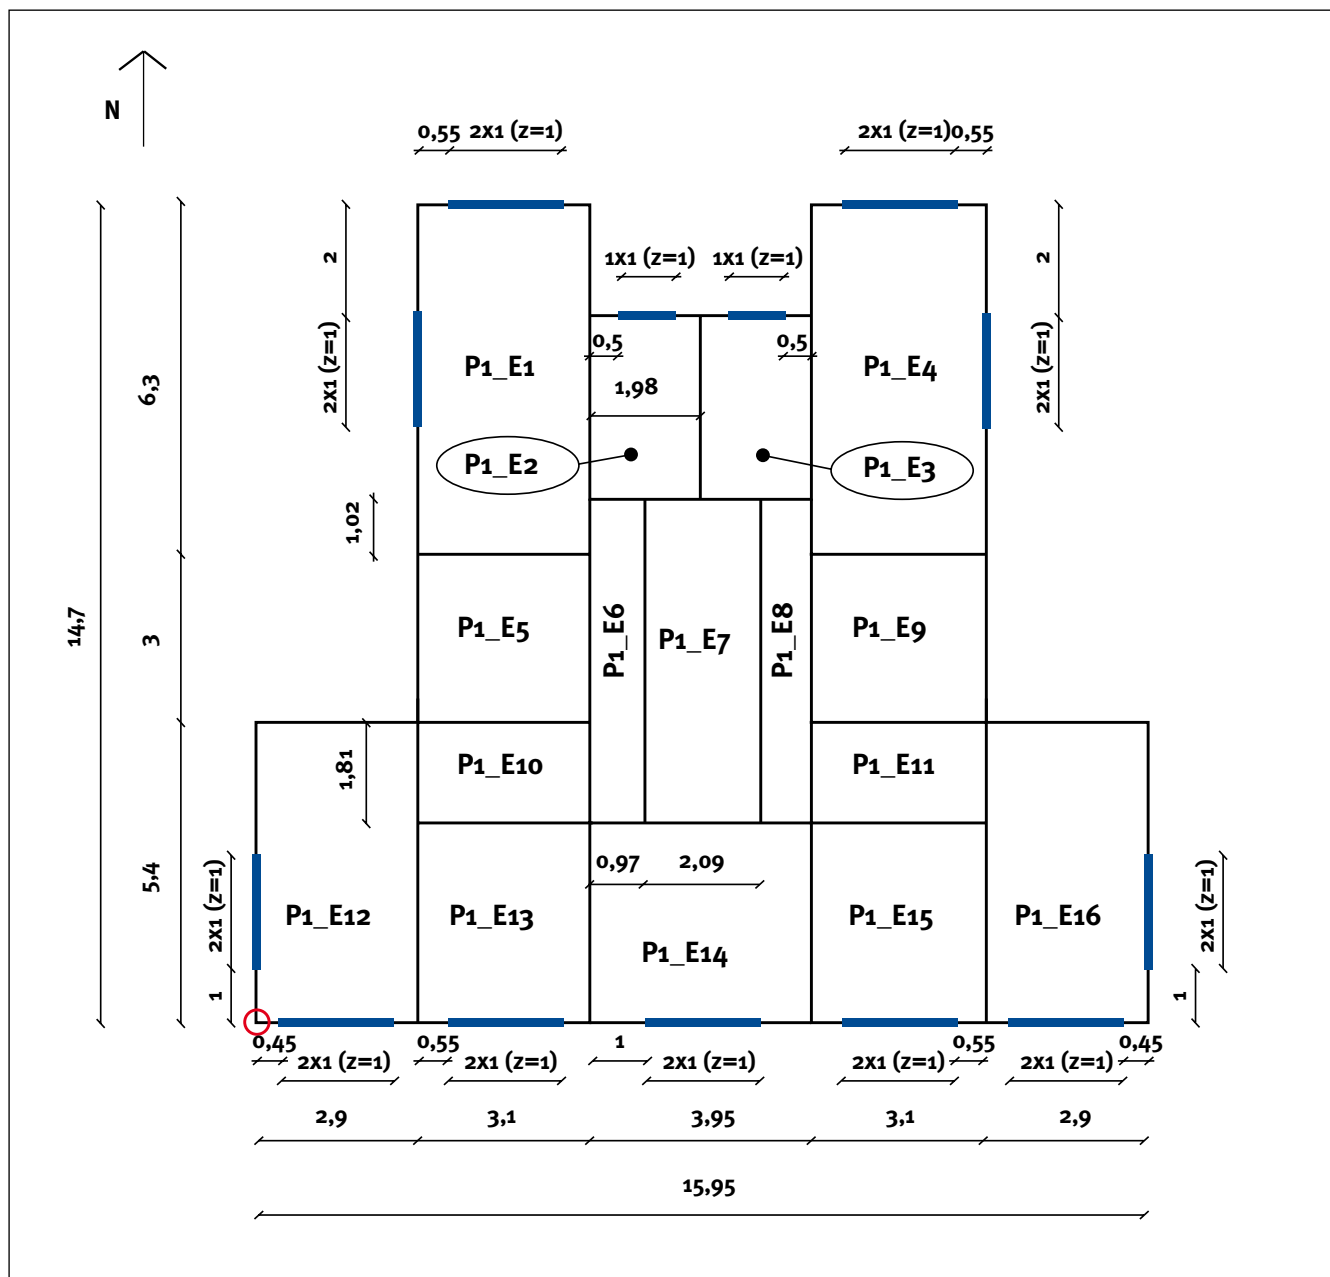 N
0,55 2x1 (z=1)
2x1 (z=1) 0,55
2
1x1 (z=1) 1x1 (z=1)
2
2x1 (z=1)
0,5
0,5
2x1 (z=1)
6,3
P1_E1
1,98
P1_E4
P1_E2
P1_E3
1,02
14,7
3
P1_E5
P1_E6
P1_E7
P1_E8
P1_E9
1,81
P1_E10
P1_E11
5,4
2x1 (z=1)
0,97
2,09
2x1 (z=1)
P1_E12
P1_E13
P1_E14
P1_E15
P1_E16
1
1
0,45
0,55
1
0,55
0,45
2x1 (z=1)
2x1 (z=1)
2x1 (z=1)
2x1 (z=1)
2x1 (z=1)
2,9
3,1
3,95
3,1
2,9
15,95